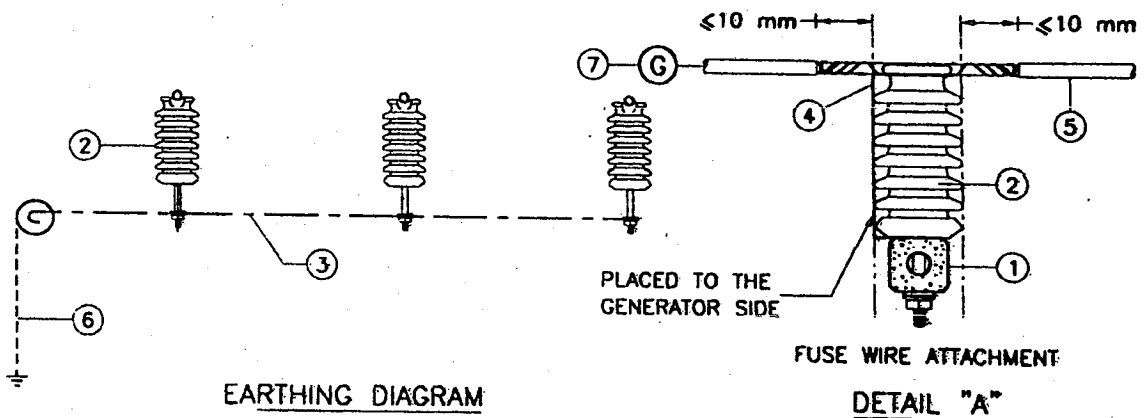 ⩽10 mm
⩽10 mm
7
G
4
5
2
2
C
3
1
PLACED TO THE
GENERATOR SIDE
6
FUSE WIRE ATTACHMENT
EARTHING DIAGRAM
DETAIL "A"